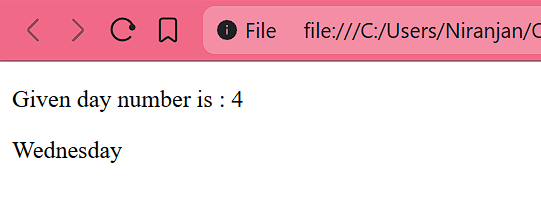 File file:///C:/Users/Niranjan/
Given day number is : 4
Wednesday